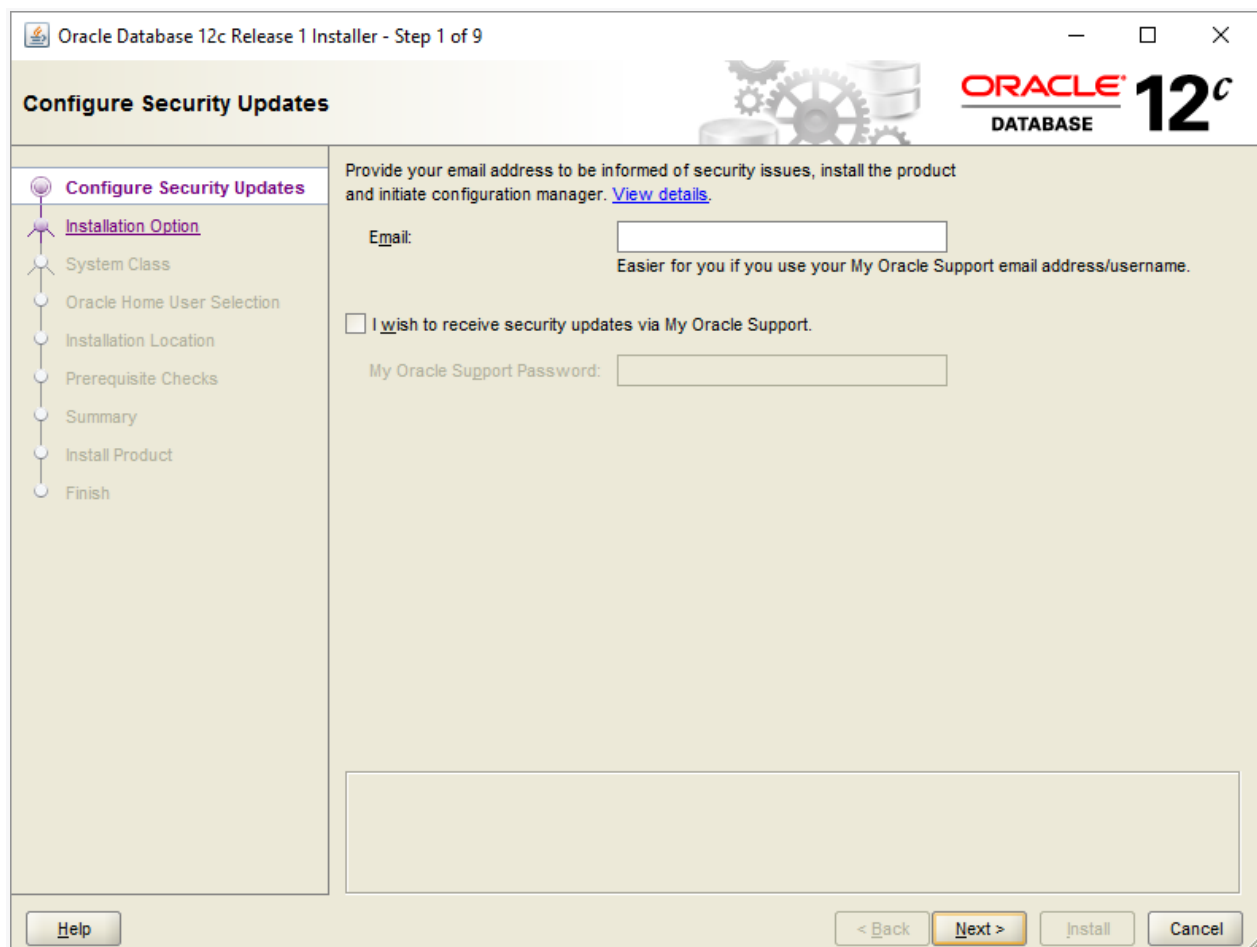 Oracle Database 12c Release 1 Installer - Step 1 of 9
Configure Security Updates
ORACLE
DATABASE
12c
Configure Security Updates
Installation Option
System Class
Oracle Home User Selection
Installation Location
Prerequisite Checks
Summary
Install Product
Finish
Provide your email address to be informed of security issues, install the product
and initiate configuration manager. View details.
Email:
Easier for you if you use your My Oracle Support email address/username.
I wish to receive security updates via My Oracle Support.
My Oracle Support Password:
Help
< Back
Next >
Install
Cancel